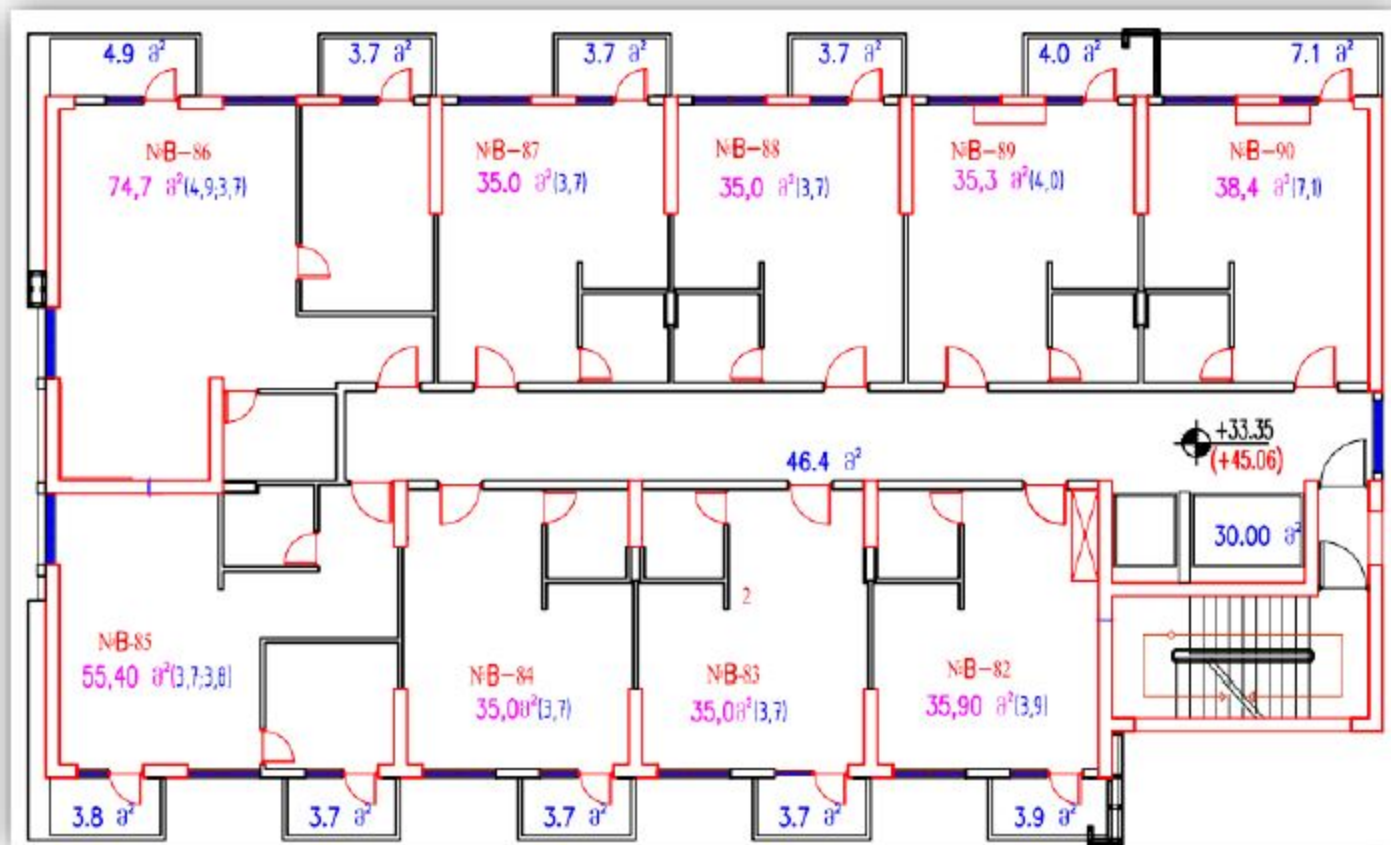 4.9 მ²
3.7 მ²
3.7 მ²
3.7 მ²
4.0 მ²
7.1 მ²
№B-86
74,7 მ²(4,9;3,7)
№B-87
35.0 მ²(3,7)
№B-88
35,0 მ²(3,7)
№B-89
35,3 მ²(4,0)
№B-90
38,4 მ²(7,1)
+33.35
(+45.06)
46.4 მ²
30.00 მ²
2
№B-85
55,40 მ²(3,7;3,8)
№B-84
35,0მ²(3,7)
№B-83
35,0მ²(3,7)
№B-82
35,90 მ²(3,9)
3.8 მ²
3.7 მ²
3.7 მ²
3.7 მ²
3.9 მ²